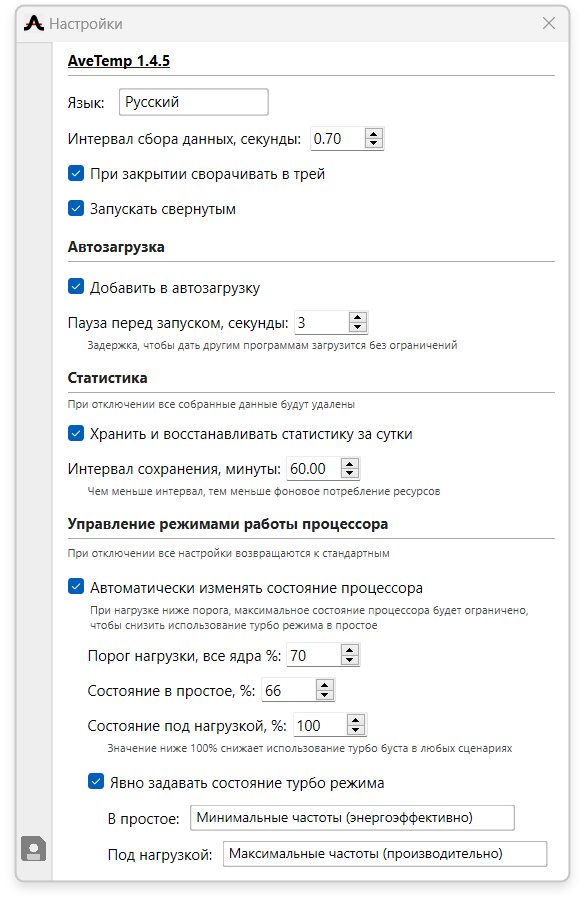 Настройки
AveTemp 1.4.5
Язык: Русский
Интервал сбора данных, секунды: 0.70
При закрытии сворачивать в трей
Запускать свернутым
Автозагрузка
Добавить в автозагрузку
Пауза перед запуском, секунды: 3
Задержка, чтобы дать другим программам загрузится без ограничений
Статистика
При отключении все собранные данные будут удалены
Хранить и восстанавливать статистику за сутки
Интервал сохранения, минуты: 60.00
Чем меньше интервал, тем меньше фоновое потребление ресурсов
Управление режимами работы процессора
При отключении все настройки возвращаются к стандартным
Автоматически изменять состояние процессора
При нагрузке ниже порога, максимальное состояние процессора будет ограничено,
чтобы снизить использование турбо режима в простое
Порог нагрузки, все ядра %: 70
Состояние в простое, %: 66
Состояние под нагрузкой, %: 100
Значение ниже 100% снижает использование турбо буста в любых сценариях
Явно задавать состояние турбо режима
В простое: Минимальные частоты (энергоэффективно)
Под нагрузкой: Максимальные частоты (производительно)